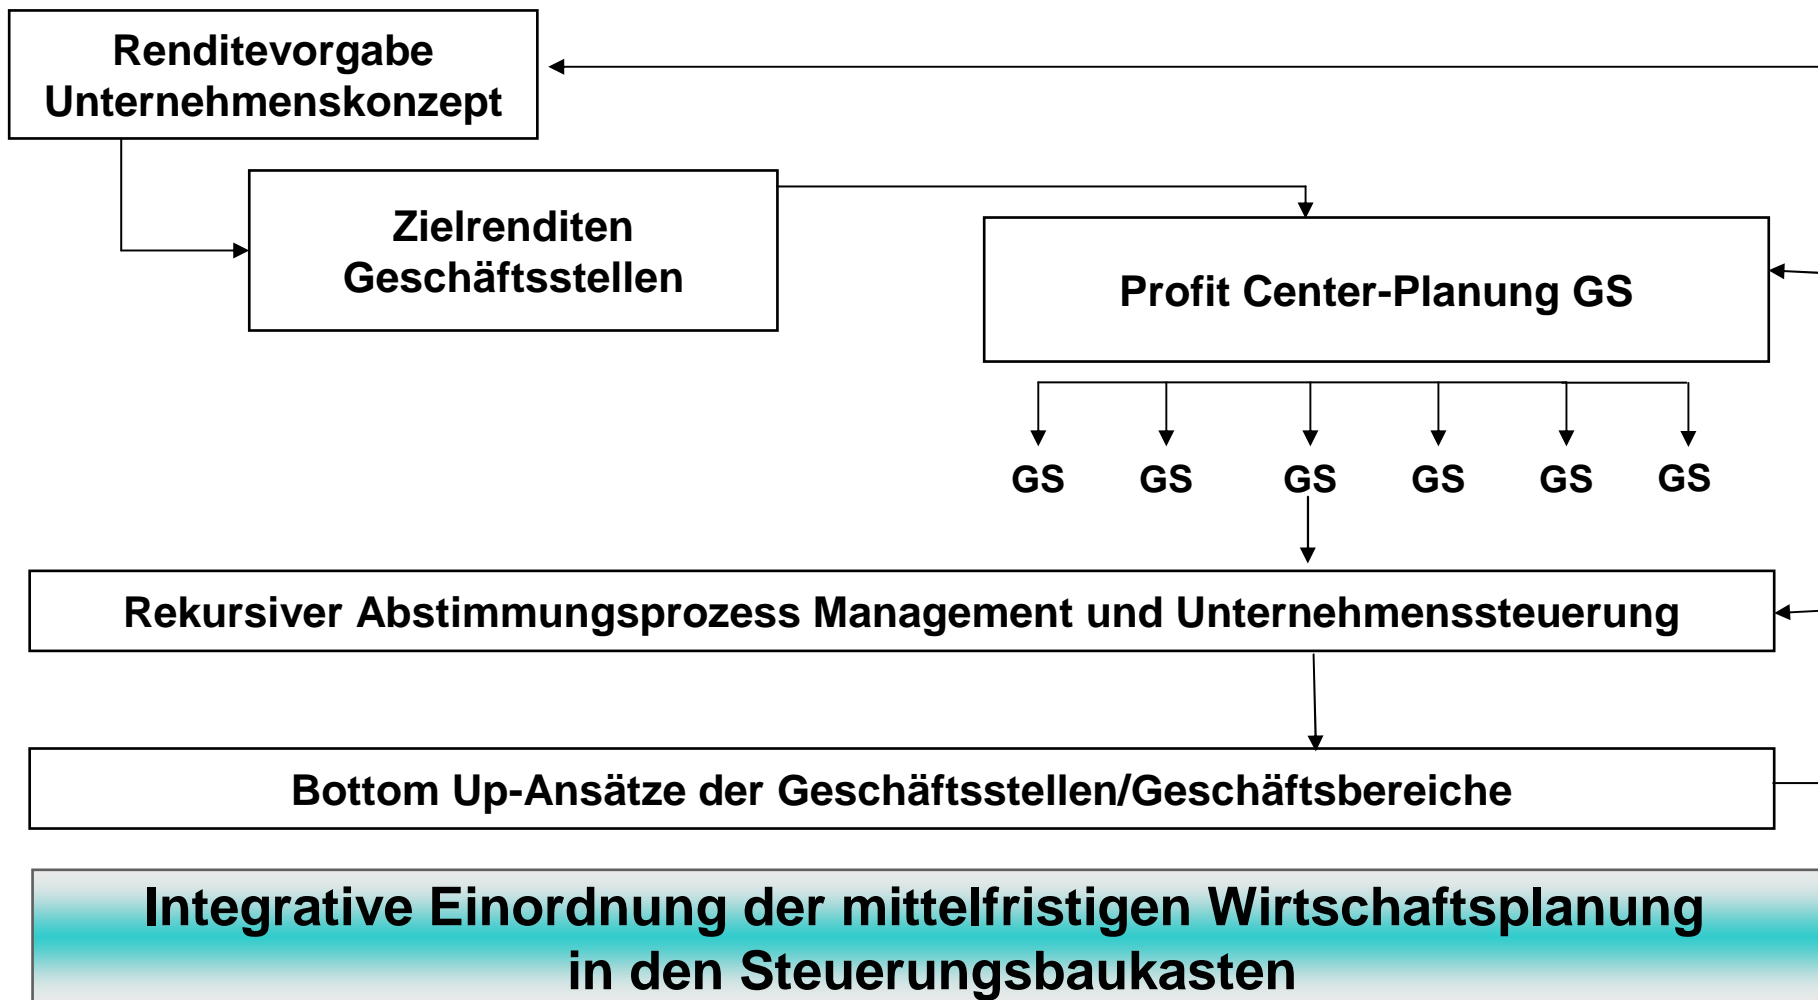 Renditevorgabe
Unternehmenskonzept
Zielrenditen
Geschäftsstellen
Profit Center-Planung GS
GS GS GS GS GS GS
Rekursiver Abstimmungsprozess Management und Unternehmenssteuerung
Bottom Up-Ansätze der Geschäftsstellen/Geschäftsbereiche
Integrative Einordnung der mittelfristigen Wirtschaftsplanung
in den Steuerungsbaukasten